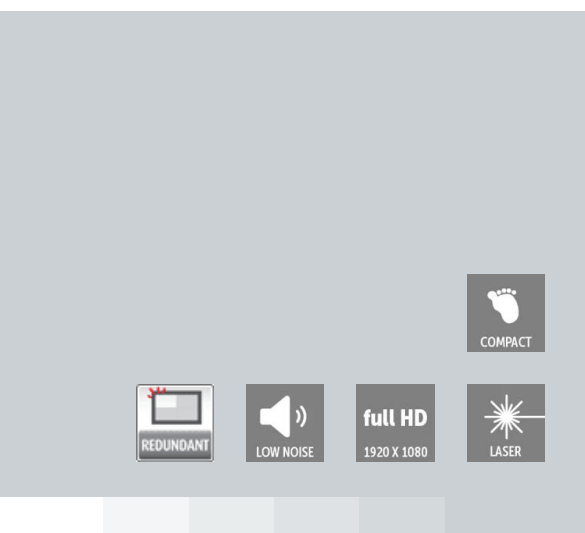 COMPACT
REDUNDANT
LOW NOISE
full HD
1920 X 1080
LASER